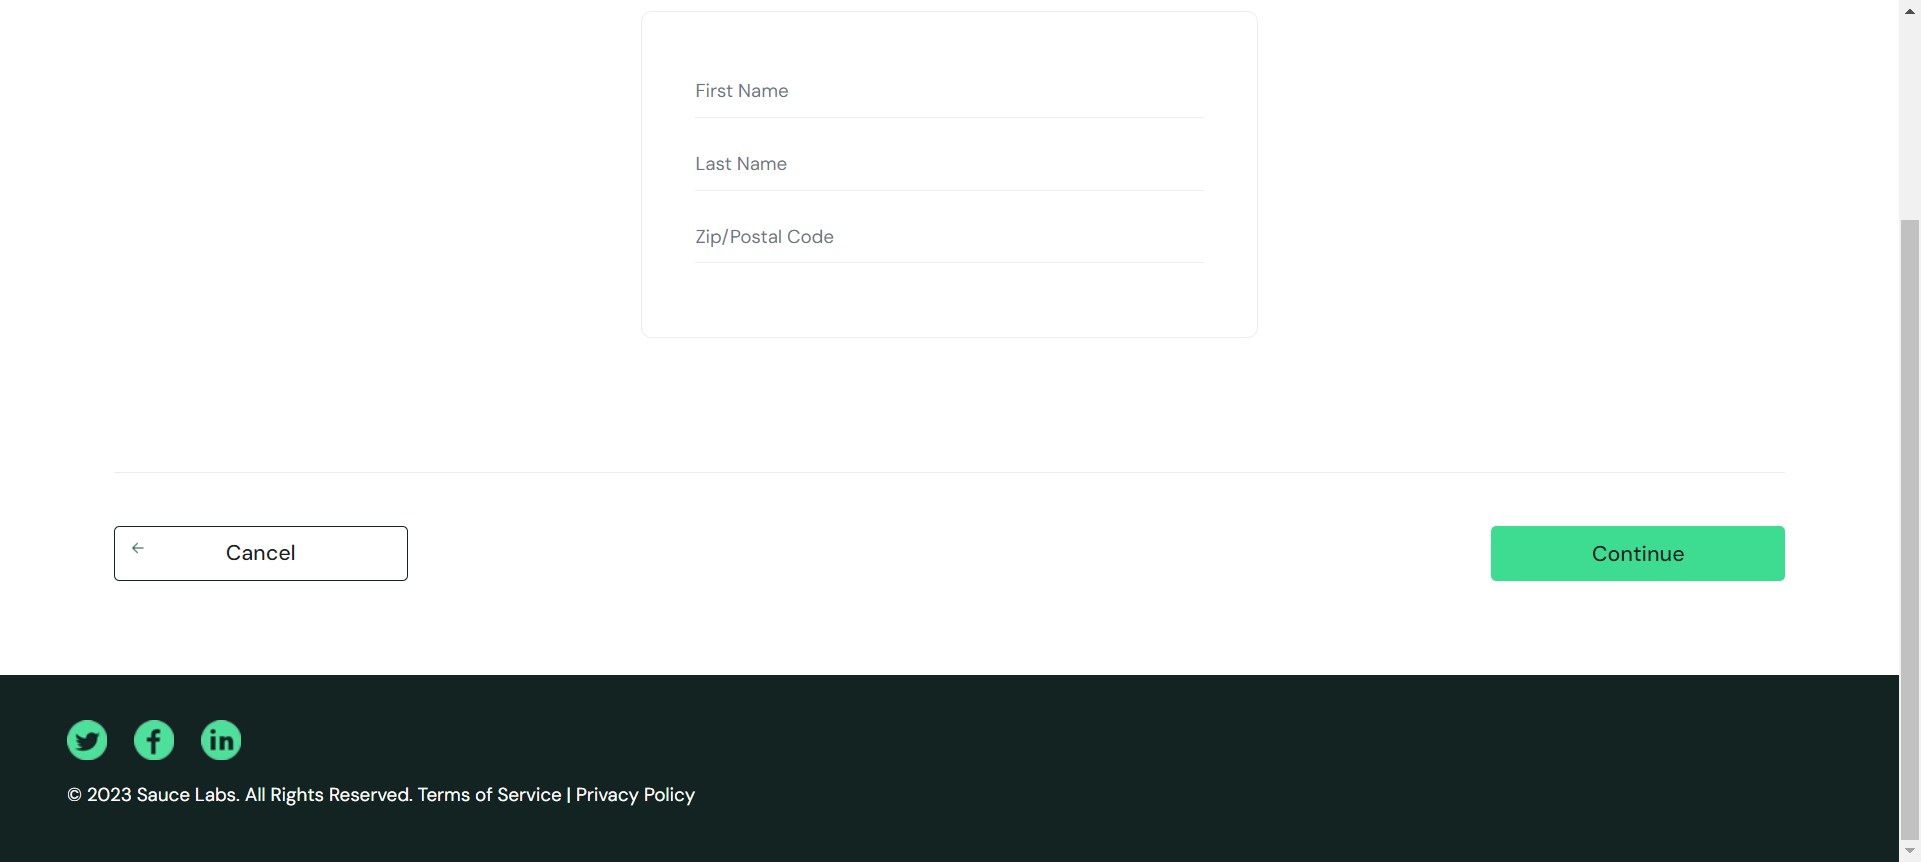 First Name
Last Name
Zip/Postal Code
Cancel
Continue
© 2023 Sauce Labs. All Rights Reserved. Terms of Service | Privacy Policy